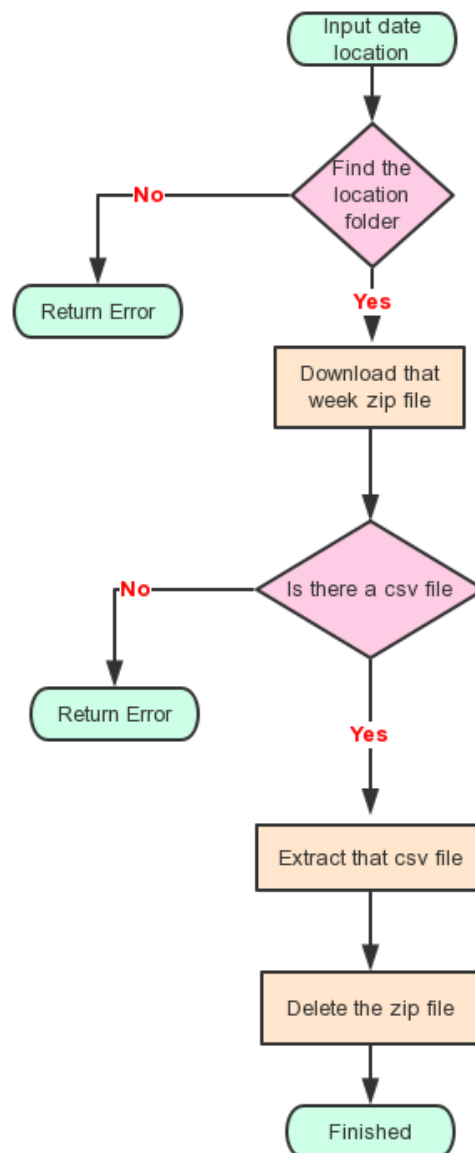 Input date
location
Find the
location
folder
No
Return Error
Yes
Download that
week zip file
Is there a csv file
No
Return Error
Yes
Extract that csv file
Delete the zip file
Finished